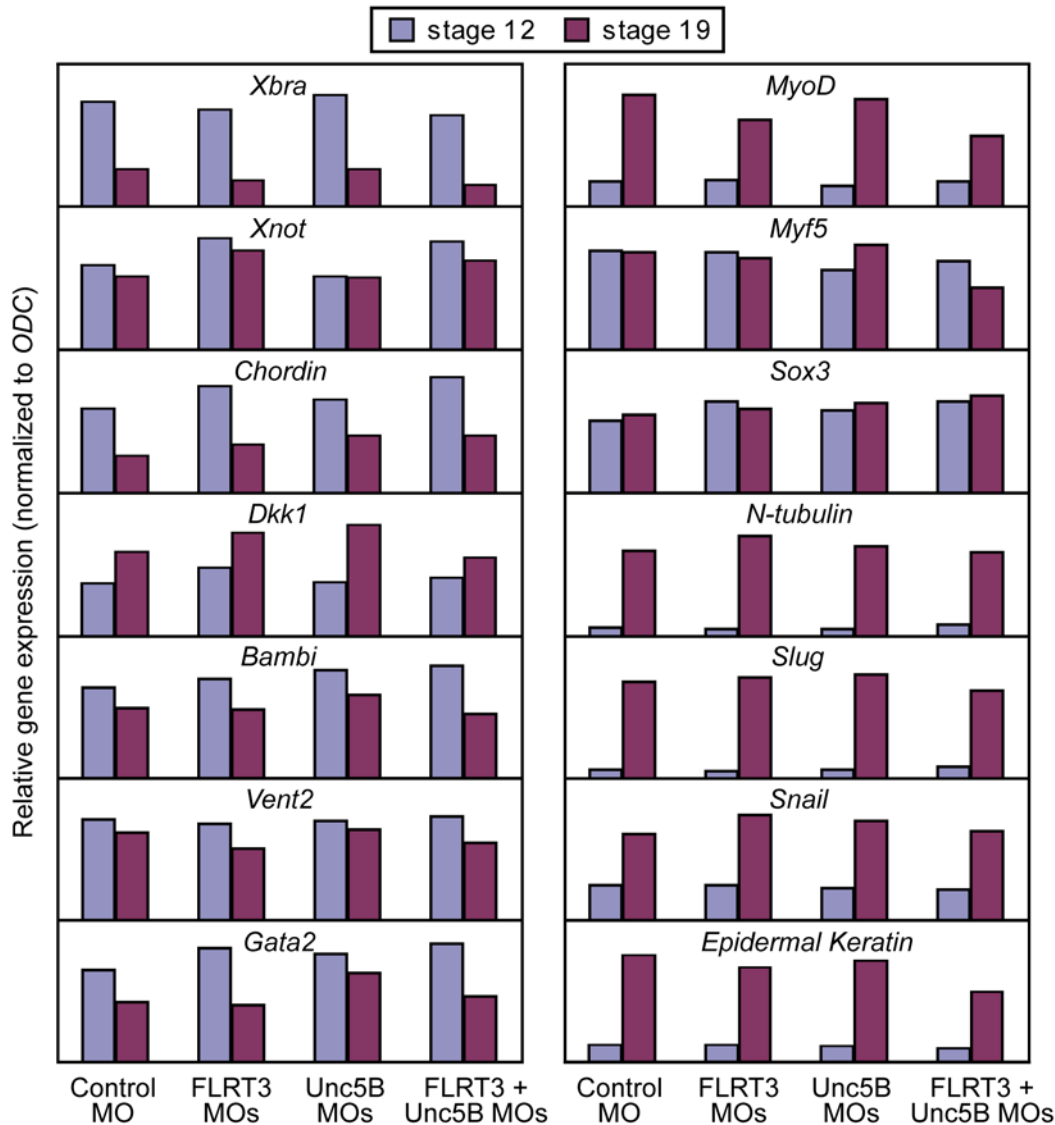 stage 12 stage 19
Relative gene expression (normalized to ODC)
Xbra
Xnot
Chordin
Dkk1
Bambi
Vent2
Gata2
MyoD
Myf5
Sox3
N-tubulin
Slug
Snail
Epidermal Keratin
Control
MO
FLRT3
MOs
Unc5B
MOs
FLRT3 +
Unc5B MOs
Control
MO
FLRT3
MOs
Unc5B
MOs
FLRT3 +
Unc5B MOs